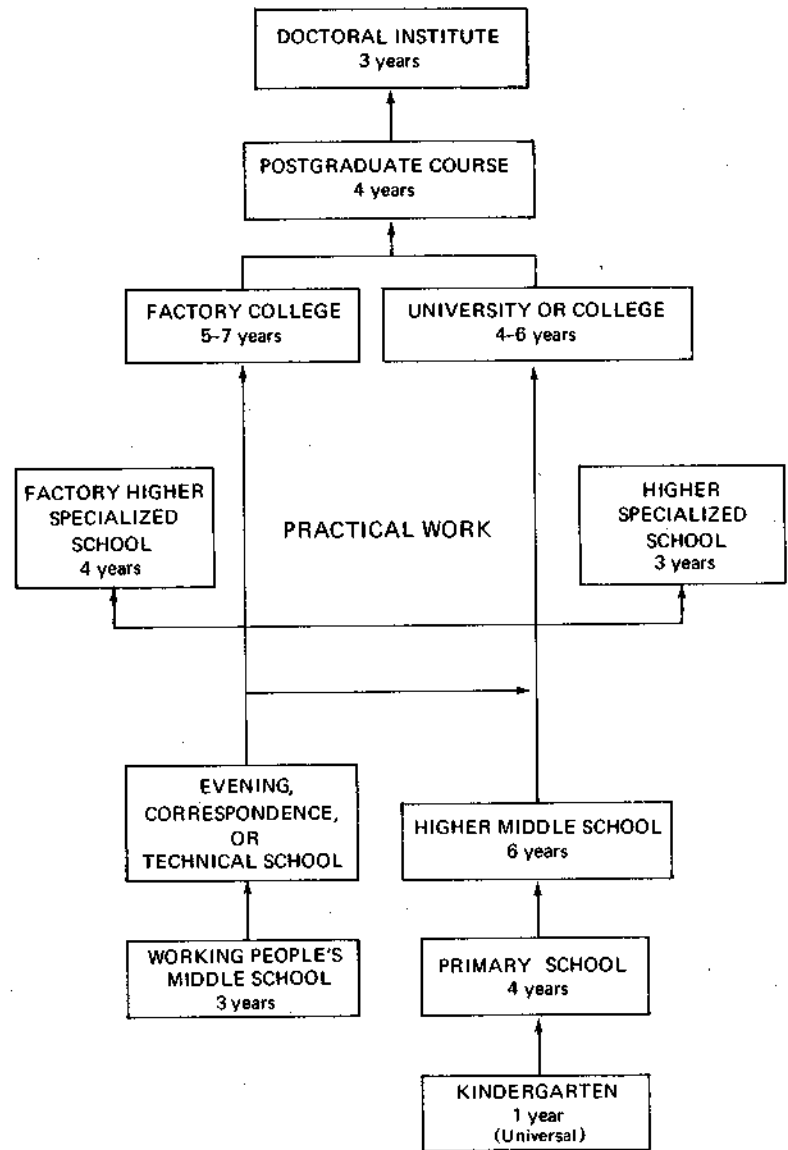 DOCTORAL INSTITUTE
3 years
POSTGRADUATE COURSE
4 years
FACTORY COLLEGE
5-7 years
UNIVERSITY OR COLLEGE
4-6 years
FACTORY HIGHER
SPECIALIZED
SCHOOL
4 years
PRACTICAL WORK
HIGHER
SPECIALIZED
SCHOOL
3 years
EVENING,
CORRESPONDENCE,
OR
TECHNICAL SCHOOL
HIGHER MIDDLE SCHOOL
6 years
WORKING PEOPLE'S
MIDDLE SCHOOL
3 years
PRIMARY SCHOOL
4 years
KINDERGARTEN
1 year
(Universal)